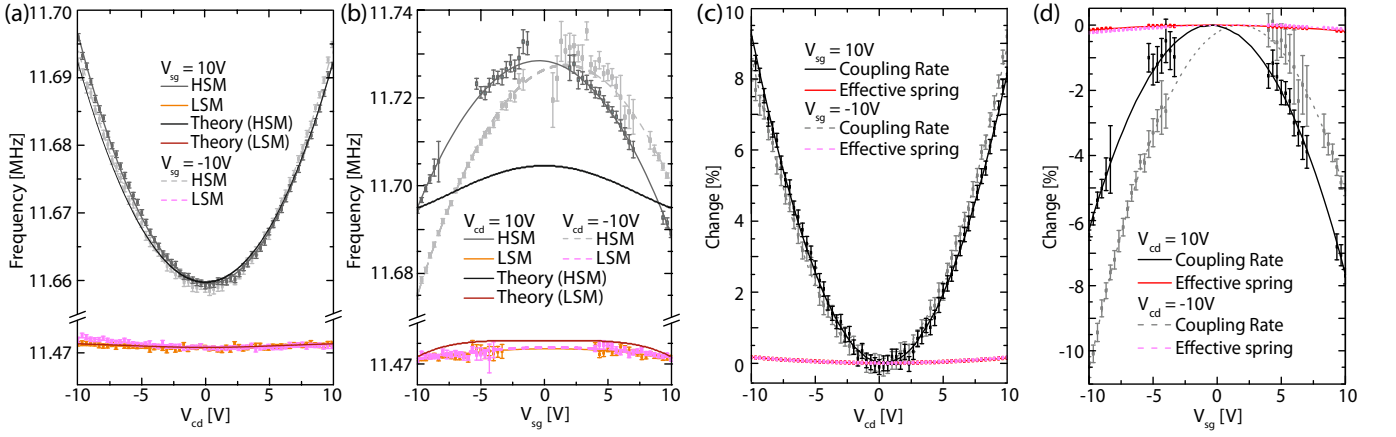 (a)
Frequency [MHz]
11.70
11.69
11.68
11.67
11.66
11.47
V_sg = 10V
HSM
LSM
Theory (HSM)
Theory (LSM)
V_sg = -10V
HSM
LSM
-10 -5 0 5 10
V_cd [V]
(b)
Frequency [MHz]
11.74
11.72
11.70
11.68
11.47
V_cd = 10V V_cd = -10V
HSM HSM
LSM LSM
Theory (HSM)
Theory (LSM)
-10 -5 0 5 10
V_sg [V]
(c)
Change [%]
8
6
4
2
0
V_sg = 10V
Coupling Rate
Effective spring
V_sg = -10V
Coupling Rate
Effective spring
-10 -5 0 5 10
V_cd [V]
(d)
Change [%]
0
-2
-4
-6
-8
-10
V_cd = 10V
Coupling Rate
Effective spring
V_cd = -10V
Coupling Rate
Effective spring
-10 -5 0 5 10
V_sg [V]